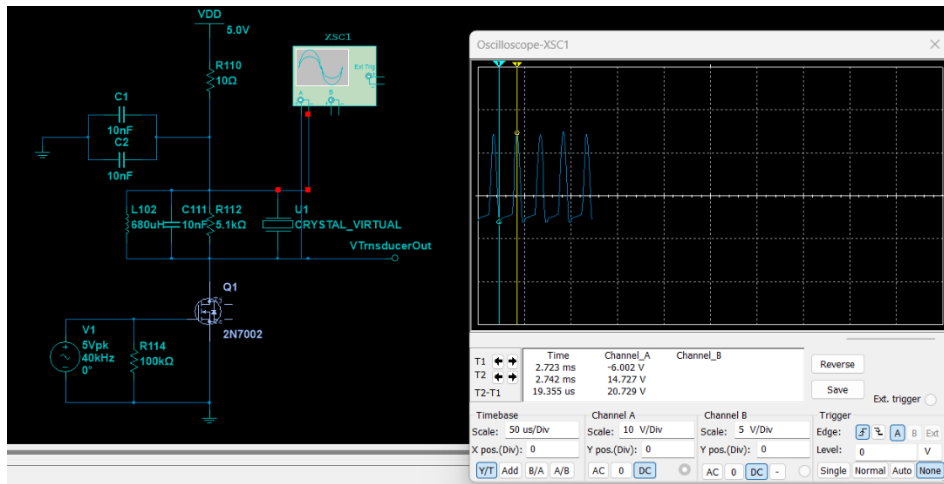 VDD
5.0V
R110
10Ω
XSC1
Ext Trig
A
B
C1
10nF
C2
10nF
L102
680uH
C111
10nF
R112
5.1kΩ
U1
CRYSTAL_VIRTUAL
VTrnsducerOut
Q1
2N7002
V1
5Vpk
40kHz
0°
R114
100kΩ
Oscilloscope-XSC1
Time Channel_A Channel_B
T1 2.723 ms -6.002 V
T2 2.742 ms 14.727 V
T2-T1 19.355 us 20.729 V
Reverse
Save
Ext. trigger
Timebase Channel A Channel B Trigger
Scale: 50 us/Div Scale: 10 V/Div Scale: 5 V/Div Edge: A B Ext
X pos.(Div): 0 Y pos.(Div): 0 Y pos.(Div): 0 Level: 0 V
Y/T Add B/A A/B AC 0 DC AC 0 DC - Single Normal Auto None